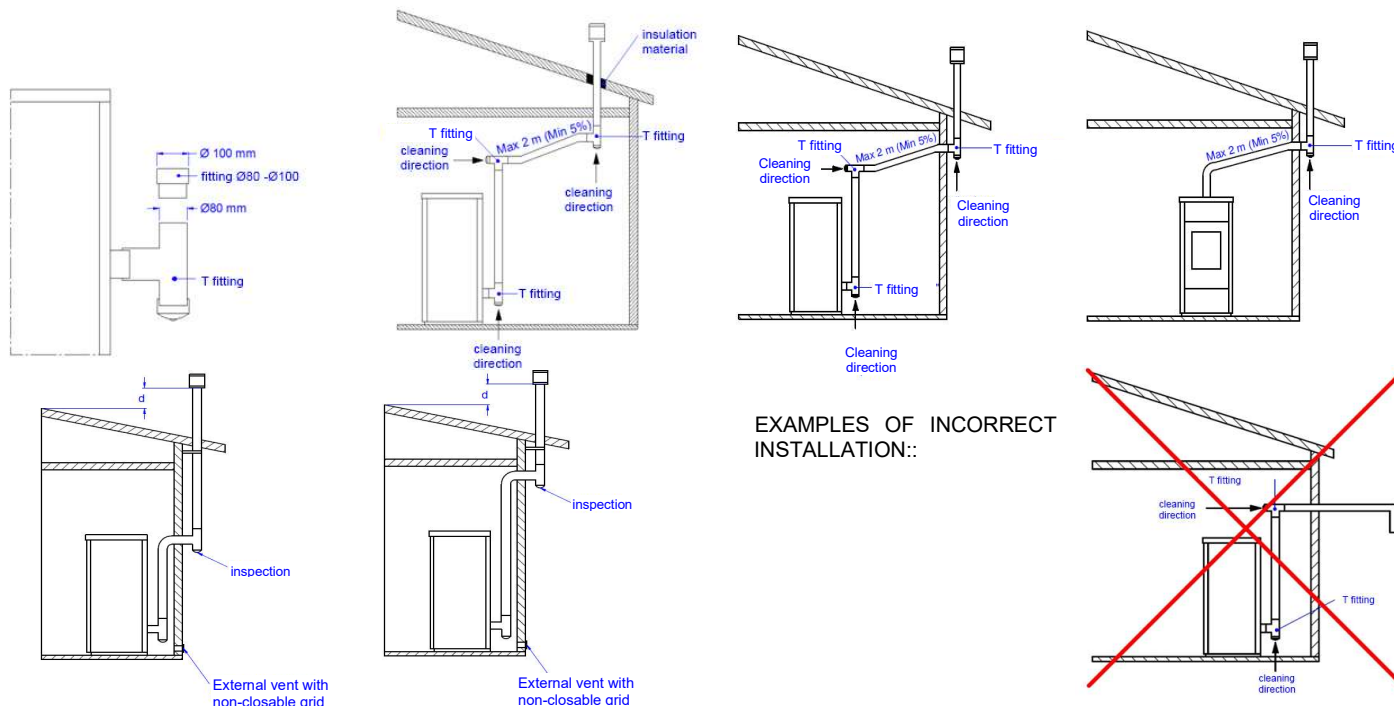 Ø 100 mm
fitting Ø80 -Ø100
Ø80 mm
T fitting
insulation
material
T fitting
Max 2 m (Min 5%)
T fitting
cleaning
direction
cleaning
direction
T fitting
cleaning
direction
T fitting
Max 2 m (Min 5%)
T fitting
Cleaning
direction
Cleaning
direction
T fitting
Cleaning
direction
Max 2 m (Min 5%)
T fitting
Cleaning
direction
d
inspection
External vent with
non-closable grid
d
inspection
External vent with
non-closable grid
EXAMPLES OF INCORRECT
INSTALLATION::
T fitting
cleaning
direction
T fitting
cleaning
direction